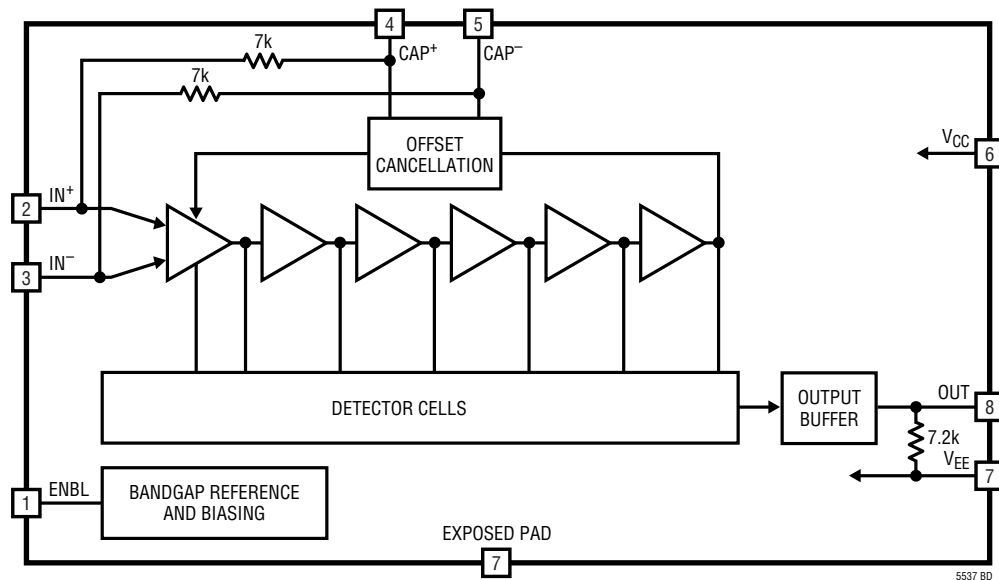 4
5
CAP⁺
CAP⁻
7k
7k
OFFSET
CANCELLATION
VCC
6
2
IN⁺
3
IN⁻
DETECTOR CELLS
OUTPUT
BUFFER
OUT
8
7.2k
VEE
7
1
ENBL
BANDGAP REFERENCE
AND BIASING
EXPOSED PAD
7
5537 BD